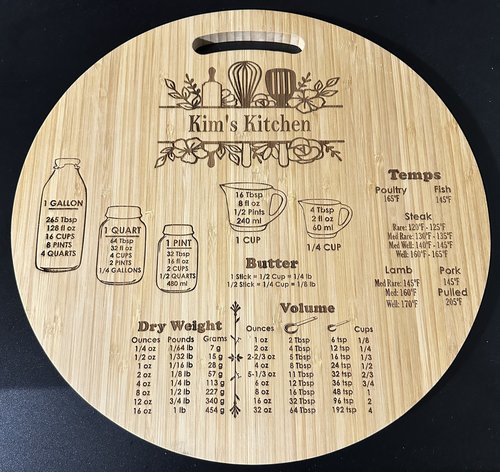 Kim's Kitchen
1 GALLON
265 Tbsp
128 fl oz
16 CUPS
8 PINTS
4 QUARTS
1 QUART
64 Tbsp
32 fl oz
4 CUPS
2 PINTS
1/4 GALLONS
1 PINT
32 Tbsp
16 fl oz
2 CUPS
1/2 QUARTS
480 ml
16 Tbsp
8 fl oz
1/2 Pints
240 ml
1 CUP
4 Tbsp
2 fl oz
60 ml
1/4 CUP
Temps
Poultry Fish
165°F 145°F
Steak
Rare: 120°F - 125°F
Med Rare: 130°F - 135°F
Med Well: 140°F - 145°F
Well: 160°F - 165°F
Lamb Pork
Med Rare: 145°F 145°F
Med: 160°F Pulled
Well: 170°F 205°F
Butter
1 Stick = 1/2 Cup = 1/4 lb
1/2 Stick = 1/4 Cup = 1/8 lb
Dry Weight
Ounces Pounds Grams
1/4 oz 1/64 lb 7 g
1/2 oz 1/32 lb 15 g
1 oz 1/16 lb 28 g
2 oz 1/8 lb 57 g
4 oz 1/4 lb 113 g
8 oz 1/2 lb 227 g
12 oz 3/4 lb 340 g
16 oz 1 lb 454 g
Volume
Ounces Cups
1 oz 2 Tbsp 6 tsp 1/8
2 oz 4 Tbsp 12 tsp 1/4
2-2/3 oz 5 Tbsp 16 tsp 1/3
4 oz 8 Tbsp 24 tsp 1/2
5-1/3 oz 11 Tbsp 32 tsp 2/3
6 oz 12 Tbsp 36 tsp 3/4
8 oz 16 Tbsp 48 tsp 1
16 oz 32 Tbsp 96 tsp 2
32 oz 64 Tbsp 192 tsp 4